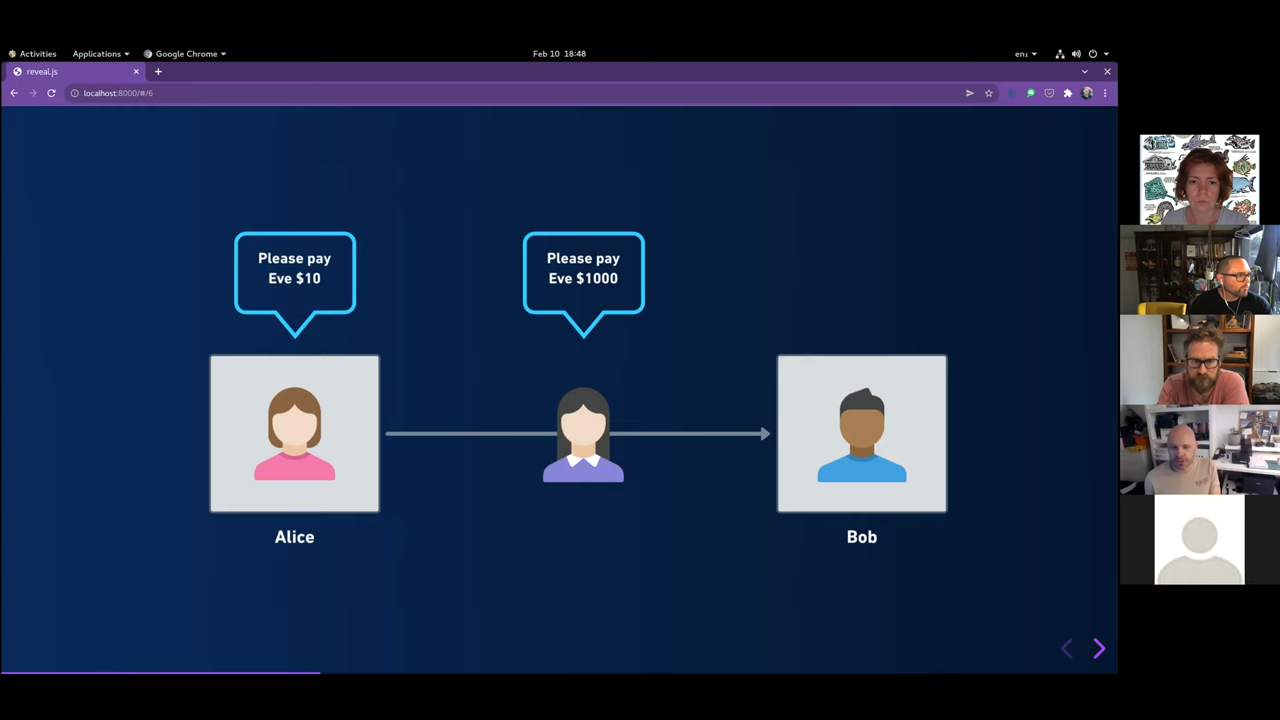 Activities
Applications
Google Chrome
Feb 10 18:48
en₁
reveal.js
localhost:8000/#/6
Please pay
Eve $10
Please pay
Eve $1000
Alice
Bob